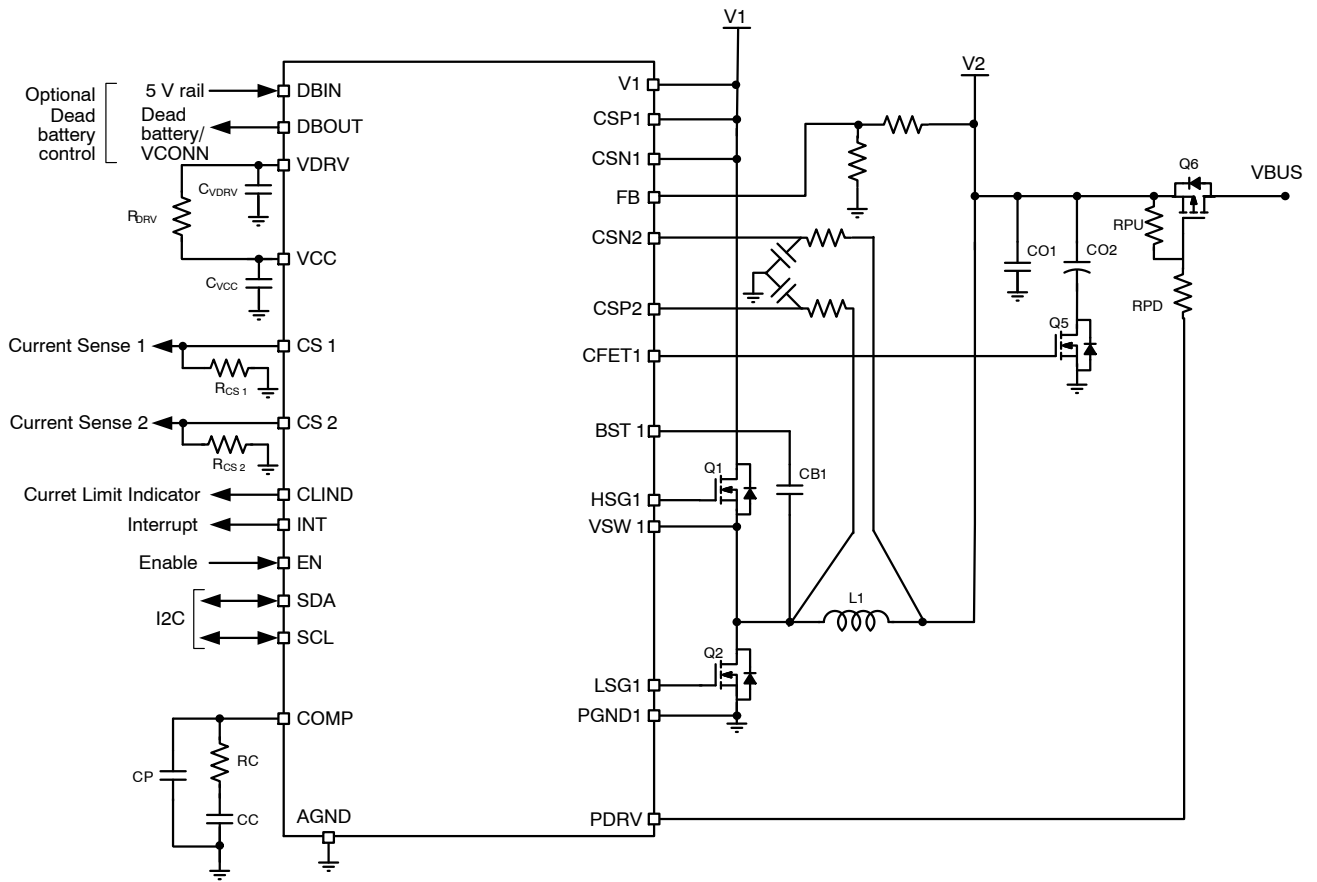 V1
V2
Optional
Dead
battery
control
5 V rail
Dead
battery/
VCONN
DBIN
DBOUT
VDRV
CVDRV
RDRV
VCC
CVCC
Current Sense 1
CS 1
RCS 1
Current Sense 2
CS 2
RCS 2
Curret Limit Indicator
CLIND
Interrupt
INT
Enable
EN
I2C
SDA
SCL
COMP
CP
RC
CC
AGND
V1
CSP1
CSN1
FB
CSN2
CSP2
CFET1
BST 1
HSG1
VSW 1
LSG1
PGND1
PDRV
Q1
CB1
L1
Q2
CO1
CO2
Q5
RPU
RPD
Q6
VBUS